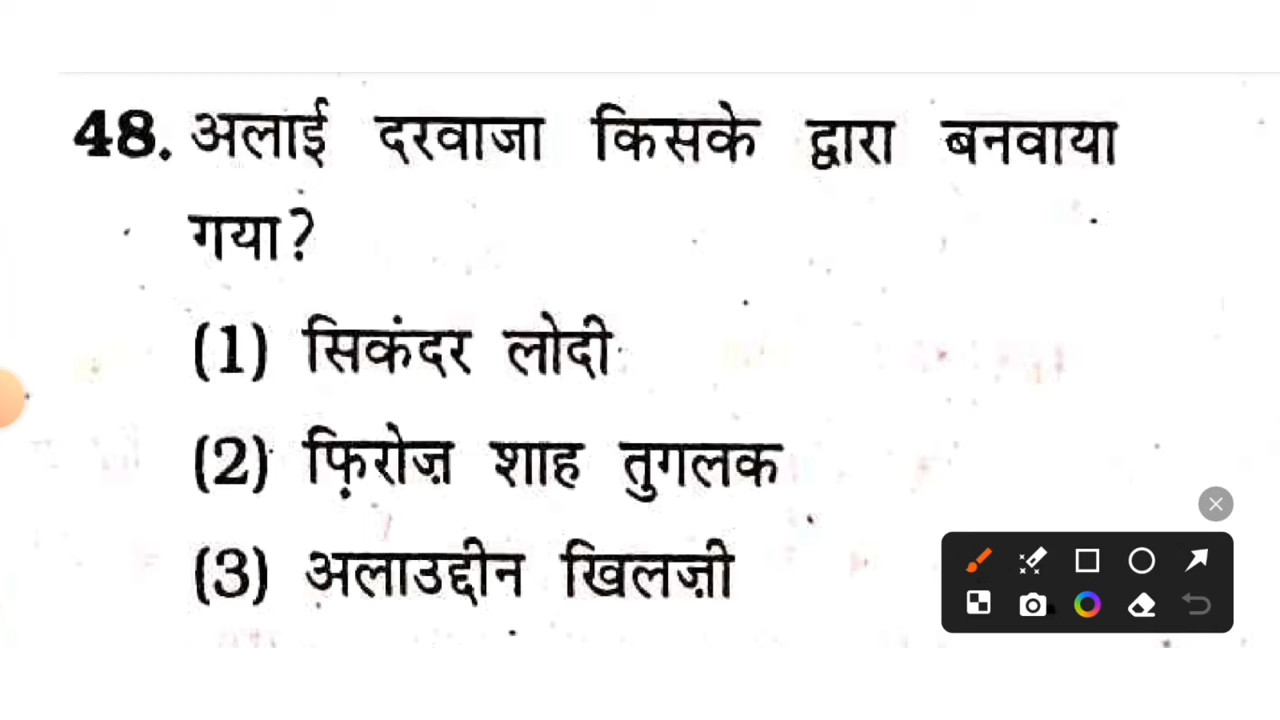 48. अलाई दरवाजा किसके द्वारा बनवाया
गया?
(1) सिकंदर लोदी
(2) फ़िरोज़ शाह तुगलक
(3) अलाउद्दीन खिलज़ी